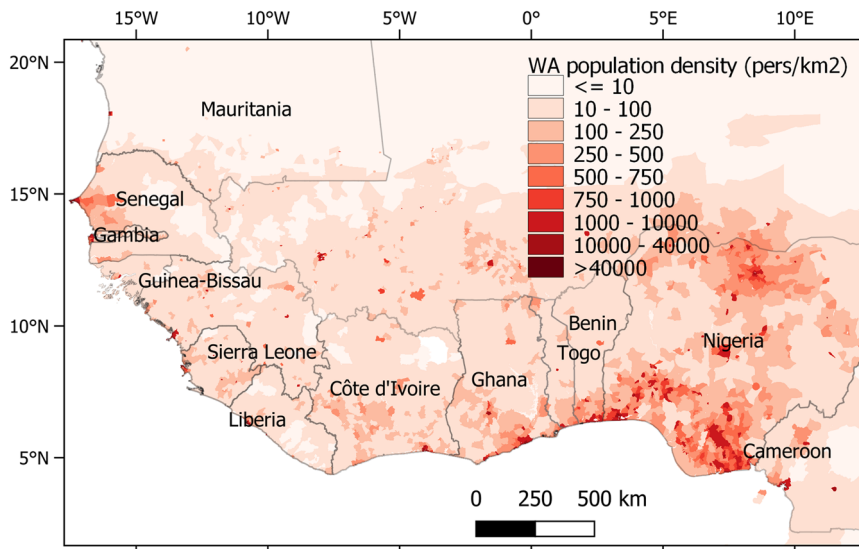 15°W 10°W 5°W 0° 5°E 10°E
WA population density (pers/km2)
<= 10
10 - 100
100 - 250
250 - 500
500 - 750
750 - 1000
1000 - 10000
10000 - 40000
>40000
20°N
Mauritania
15°N
Senegal
Gambia
Guinea-Bissau
10°N
Benin
Nigeria
Sierra Leone
Togo
Ghana
Côte d'Ivoire
Liberia
5°N
Cameroon
0 250 500 km